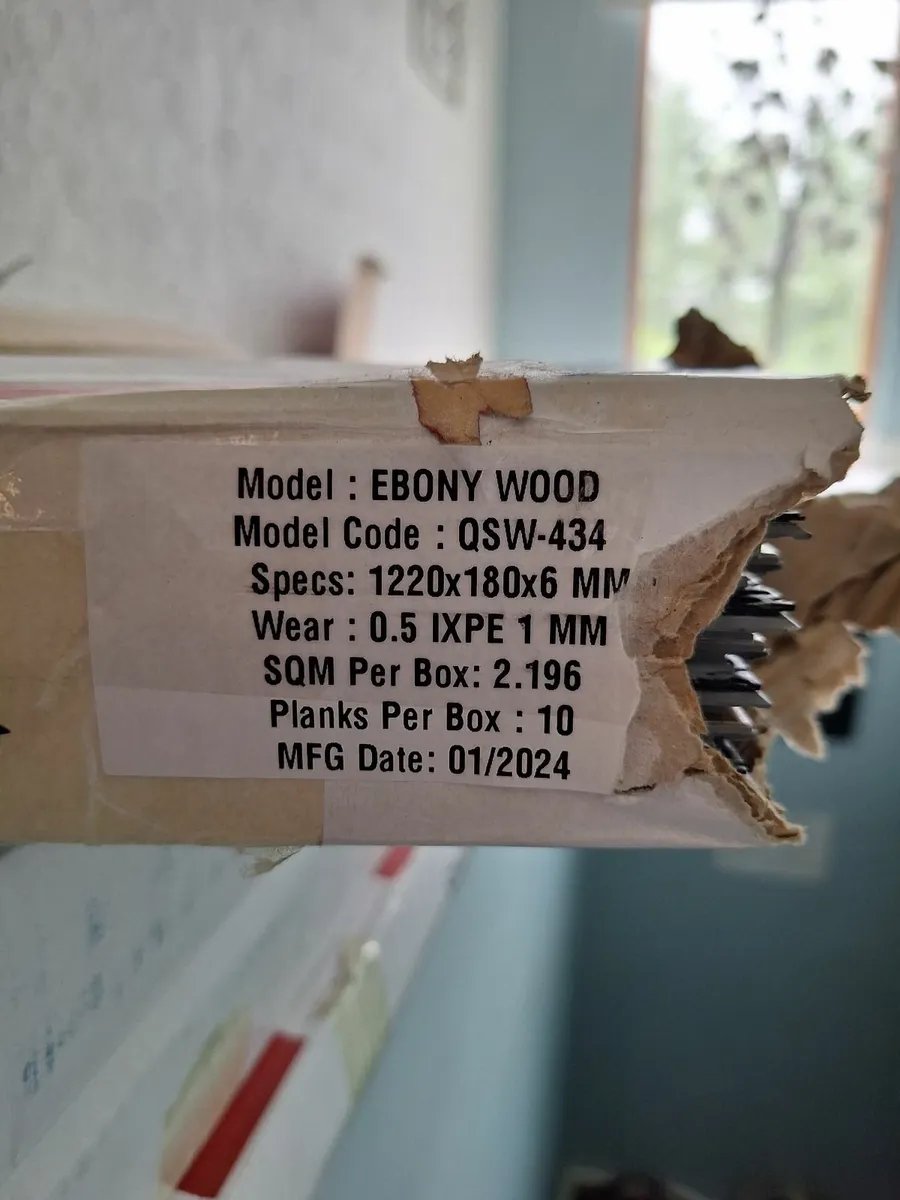 Model : EBONY WOOD
Model Code : QSW-434
Specs: 1220x180x6 MM
Wear : 0.5 IXPE 1 MM
SQM Per Box: 2.196
Planks Per Box : 10
MFG Date: 01/2024